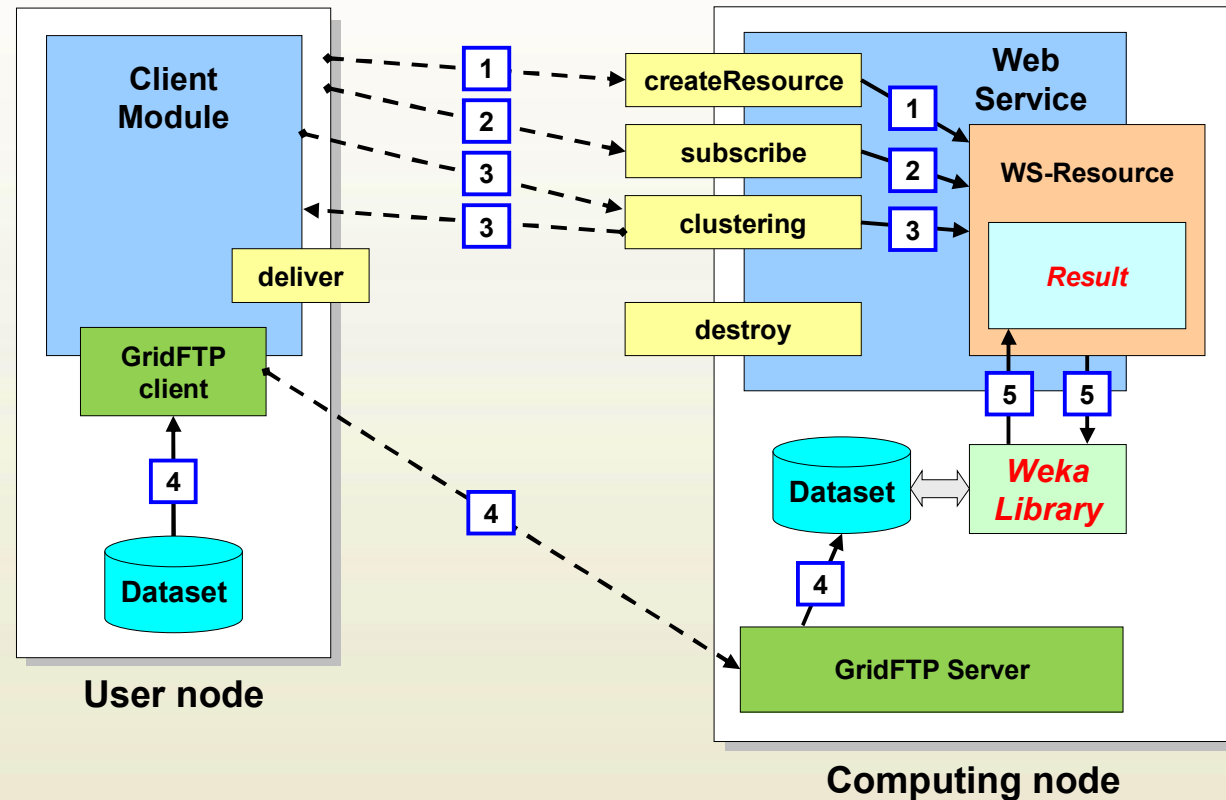 Client
Module
1
2
3
3
createResource
subscribe
clustering
destroy
1
2
3
Web
Service
WS-Resource
Result
deliver
GridFTP
client
4
Dataset
4
5
5
Dataset
Weka
Library
4
GridFTP Server
User node
Computing node